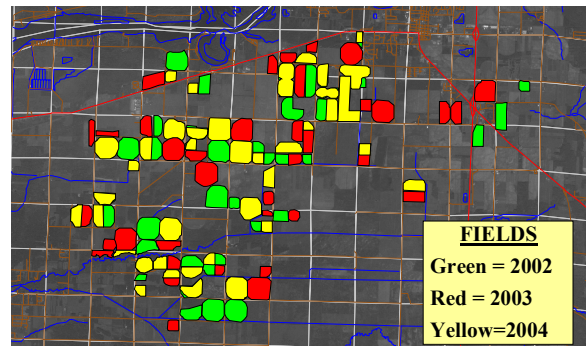 FIELDS
Green = 2002
Red = 2003
Yellow=2004